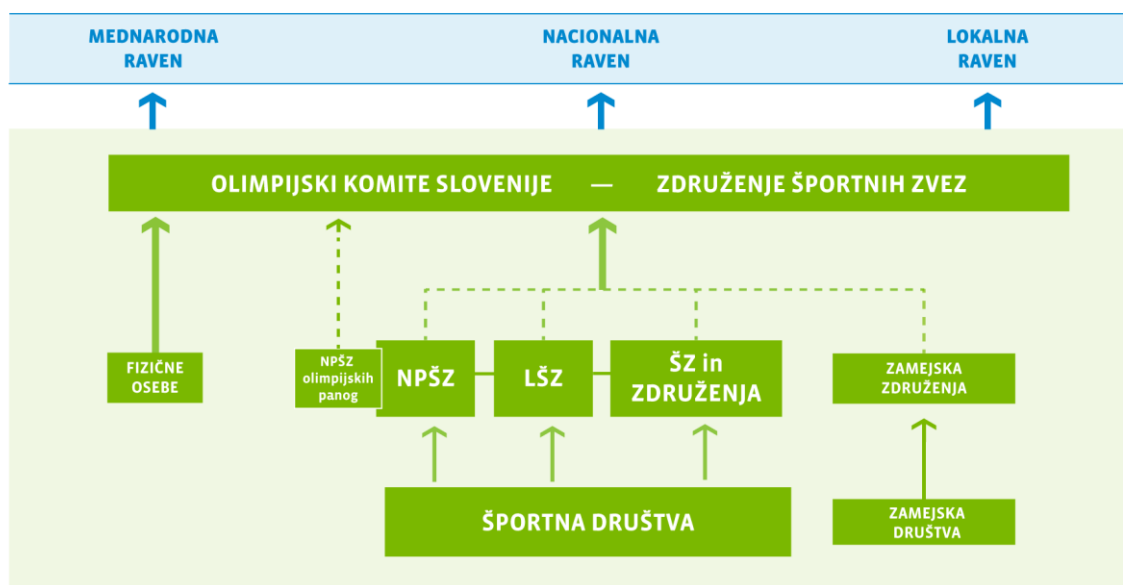 MEDNARODNA
RAVEN
NACIONALNA
RAVEN
LOKALNA
RAVEN
OLIMPIJSKI KOMITE SLOVENIJE — ZDRUŽENJE ŠPORTNIH ZVEZ
FIZIČNE
OSEBE
NPŠZ
olimpijskih
panog
NPŠZ
LŠZ
ŠZ in
ZDRUŽENJA
ZAMEJSKA
ZDRUŽENJA
ŠPORTNA DRUŠTVA
ZAMEJSKA
DRUŠTVA